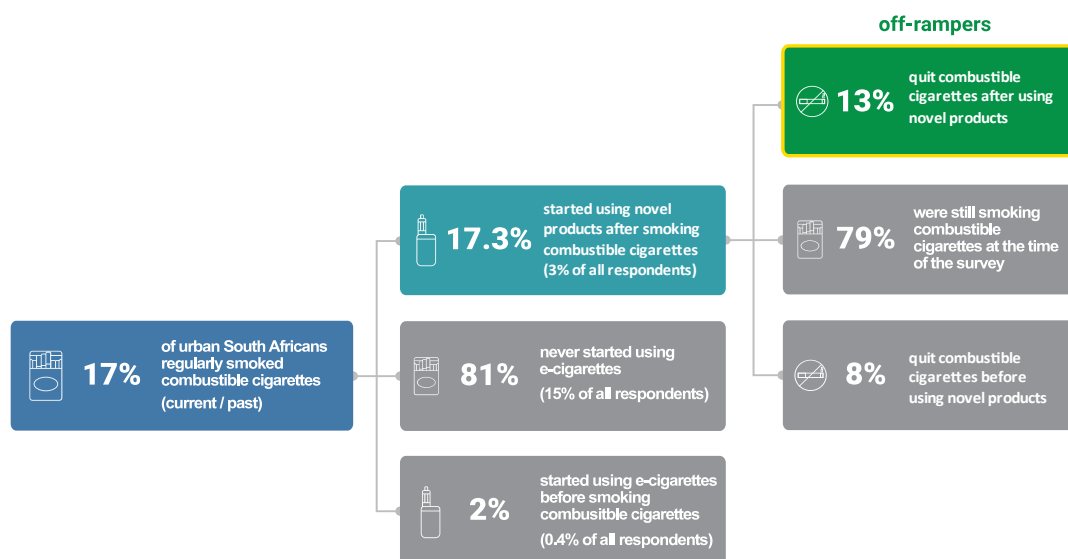 off-rampers
13%
quit combustible
cigarettes after using
novel products
17.3%
started using novel
products after smoking
combustible cigarettes
(3% of all respondents)
79%
were still smoking
combustible
cigarettes at the time
of the survey
17%
of urban South Africans
regularly smoked
combustible cigarettes
(current / past)
81%
never started using
e-cigarettes
(15% of all respondents)
8%
quit combustible
cigarettes before
using novel products
2%
started using e-cigarettes
before smoking
combusitble cigarettes
(0.4% of all respondents)